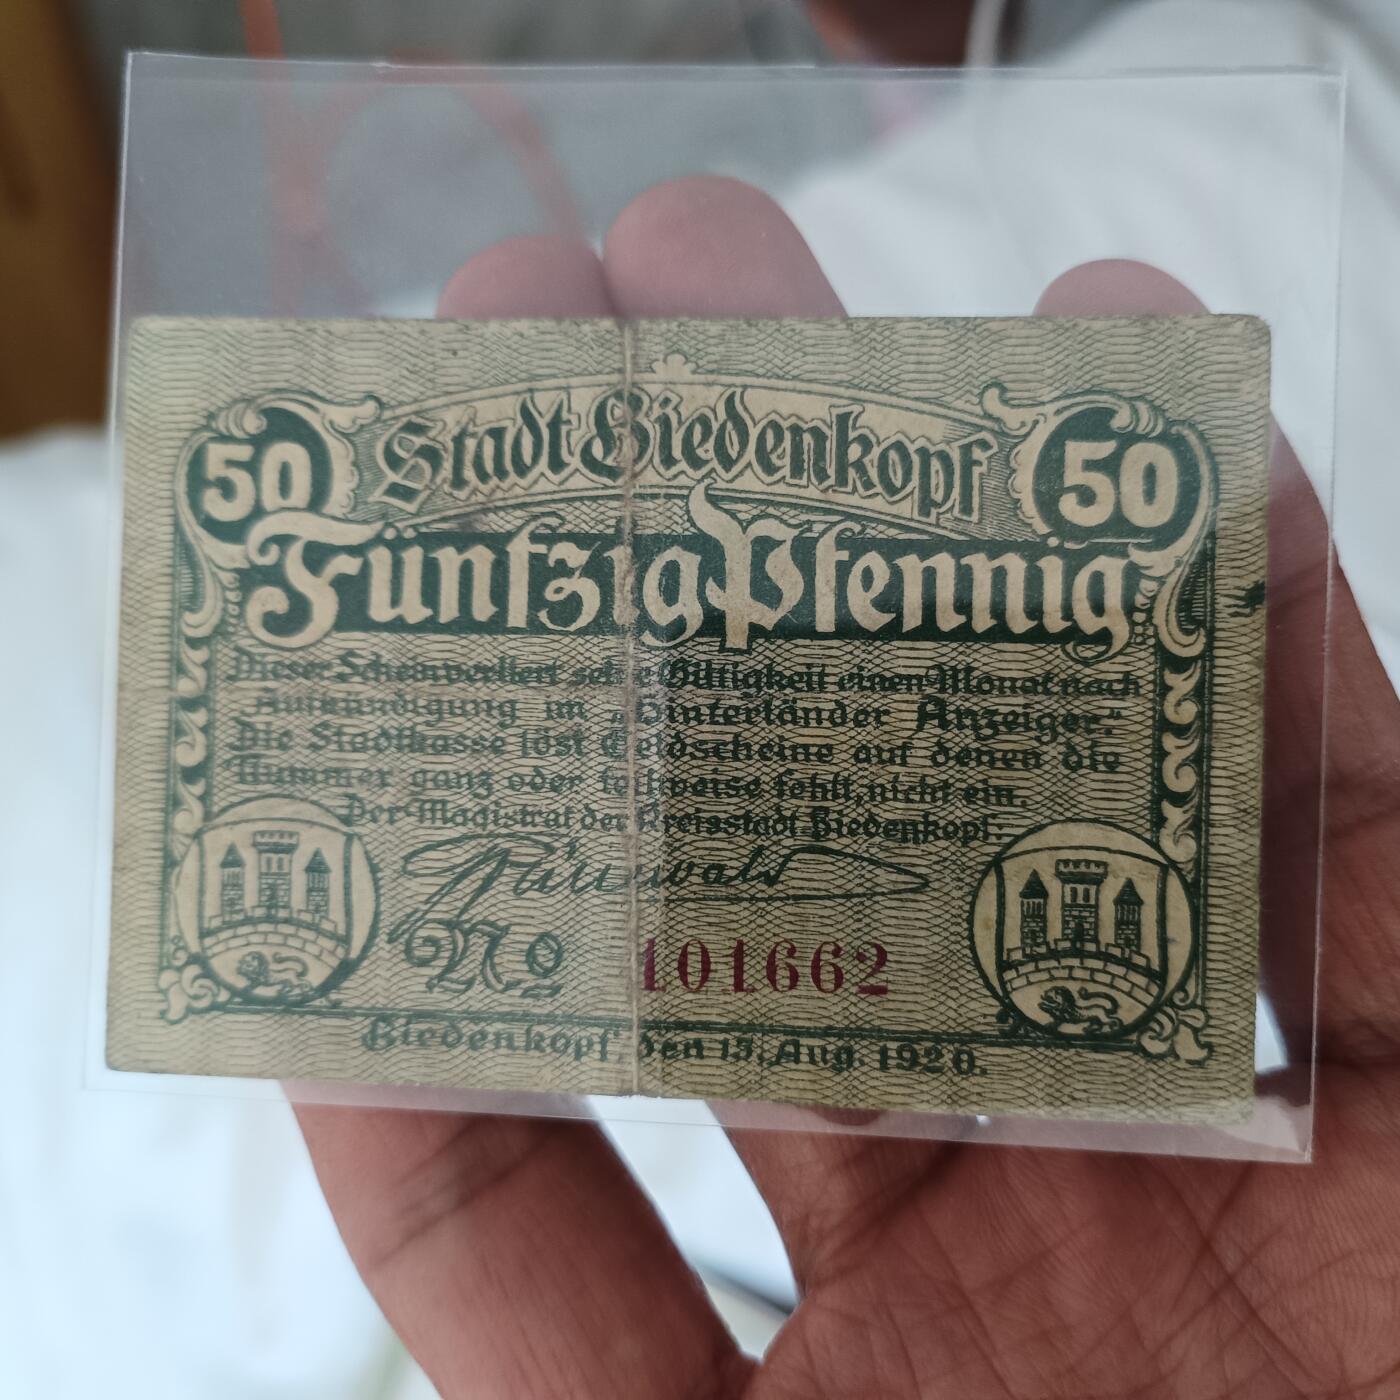 50 Stadt Biedenkopf 50
Fünfzig Pfennig
Dieser Schein verliert seine Gültigkeit einen Monat nach
Ankündigung im „Hinterländer Anzeiger.“
Die Stadtkasse löst Geldscheine auf denen die
Nummer ganz oder teilweise fehlt, nicht ein.
Der Magistrat der Kreisstadt Biedenkopf.
No 101662
Biedenkopf, den 15. Aug. 1920.